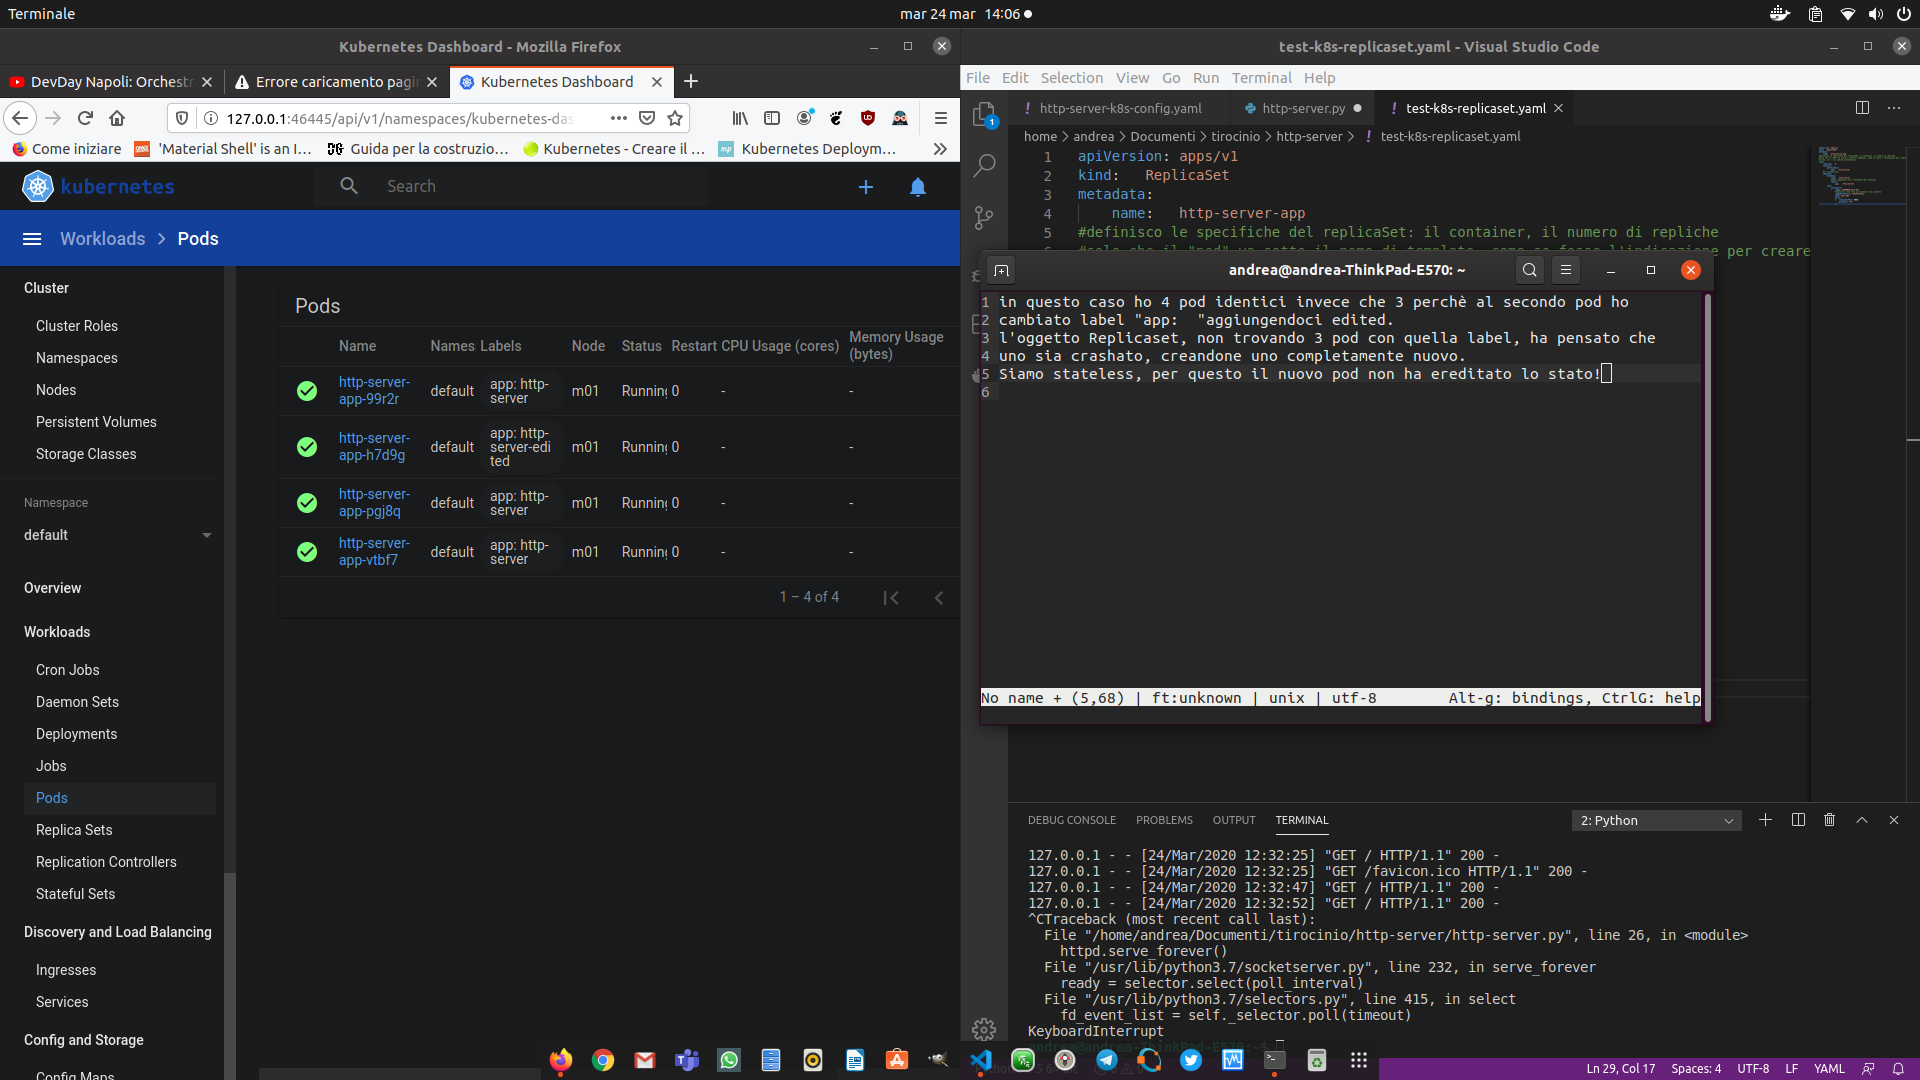 Terminale
mar 24 mar 14:06
Kubernetes Dashboard - Mozilla Firefox
DevDay Napoli: Orchestr
Errore caricamento pagin
Kubernetes Dashboard
127.0.0.1:46445/api/v1/namespaces/kubernetes-das
Come iniziare
'Material Shell' is an I…
Guida per la costruzio…
Kubernetes - Creare il …
Kubernetes Deploym…
kubernetes
Search
Workloads
Pods
Cluster
Cluster Roles
Namespaces
Nodes
Persistent Volumes
Storage Classes
Namespace
default
Overview
Workloads
Cron Jobs
Daemon Sets
Deployments
Jobs
Pods
Replica Sets
Replication Controllers
Stateful Sets
Discovery and Load Balancing
Ingresses
Services
Config and Storage
Config Maps
Pods
Name Names Labels Node Status Restart CPU Usage (cores) Memory Usage (bytes)
http-server-app-99r2r default app: http-server m01 Running 0 - -
http-server-app-h7d9g default app: http-server-edited m01 Running 0 - -
http-server-app-pgj8q default app: http-server m01 Running 0 - -
http-server-app-vtbf7 default app: http-server m01 Running 0 - -
1 – 4 of 4
test-k8s-replicaset.yaml - Visual Studio Code
File Edit Selection View Go Run Terminal Help
1
! http-server-k8s-config.yaml
http-server.py
! test-k8s-replicaset.yaml
home > andrea > Documenti > tirocinio > http-server > ! test-k8s-replicaset.yaml
1 apiVersion: apps/v1
2 kind: ReplicaSet
3 metadata:
4 name: http-server-app
5 #definisco le specifiche del replicaSet: il container, il numero di repliche
per creare
andrea@andrea-ThinkPad-E570: ~
1 in questo caso ho 4 pod identici invece che 3 perchè al secondo pod ho
2 cambiato label "app:  "aggiungendoci edited.
3 l'oggetto Replicaset, non trovando 3 pod con quella label, ha pensato che
4 uno sia crashato, creandone uno completamente nuovo.
5 Siamo stateless, per questo il nuovo pod non ha ereditato lo stato!
6
No name + (5,68) | ft:unknown | unix | utf-8 Alt-g: bindings, CtrlG: help
DEBUG CONSOLE PROBLEMS OUTPUT TERMINAL
2: Python
127.0.0.1 - - [24/Mar/2020 12:32:25] "GET / HTTP/1.1" 200 -
127.0.0.1 - - [24/Mar/2020 12:32:25] "GET /favicon.ico HTTP/1.1" 200 -
127.0.0.1 - - [24/Mar/2020 12:32:47] "GET / HTTP/1.1" 200 -
127.0.0.1 - - [24/Mar/2020 12:32:52] "GET / HTTP/1.1" 200 -
^CTraceback (most recent call last):
File "/home/andrea/Documenti/tirocinio/http-server/http-server.py", line 26, in <module>
httpd.serve_forever()
File "/usr/lib/python3.7/socketserver.py", line 232, in serve_forever
ready = selector.select(poll_interval)
File "/usr/lib/python3.7/selectors.py", line 415, in select
fd_event_list = self._selector.poll(timeout)
KeyboardInterrupt
andrea@andrea-ThinkPad-E570:~$
Ln 29, Col 17 Spaces: 4 UTF-8 LF YAML